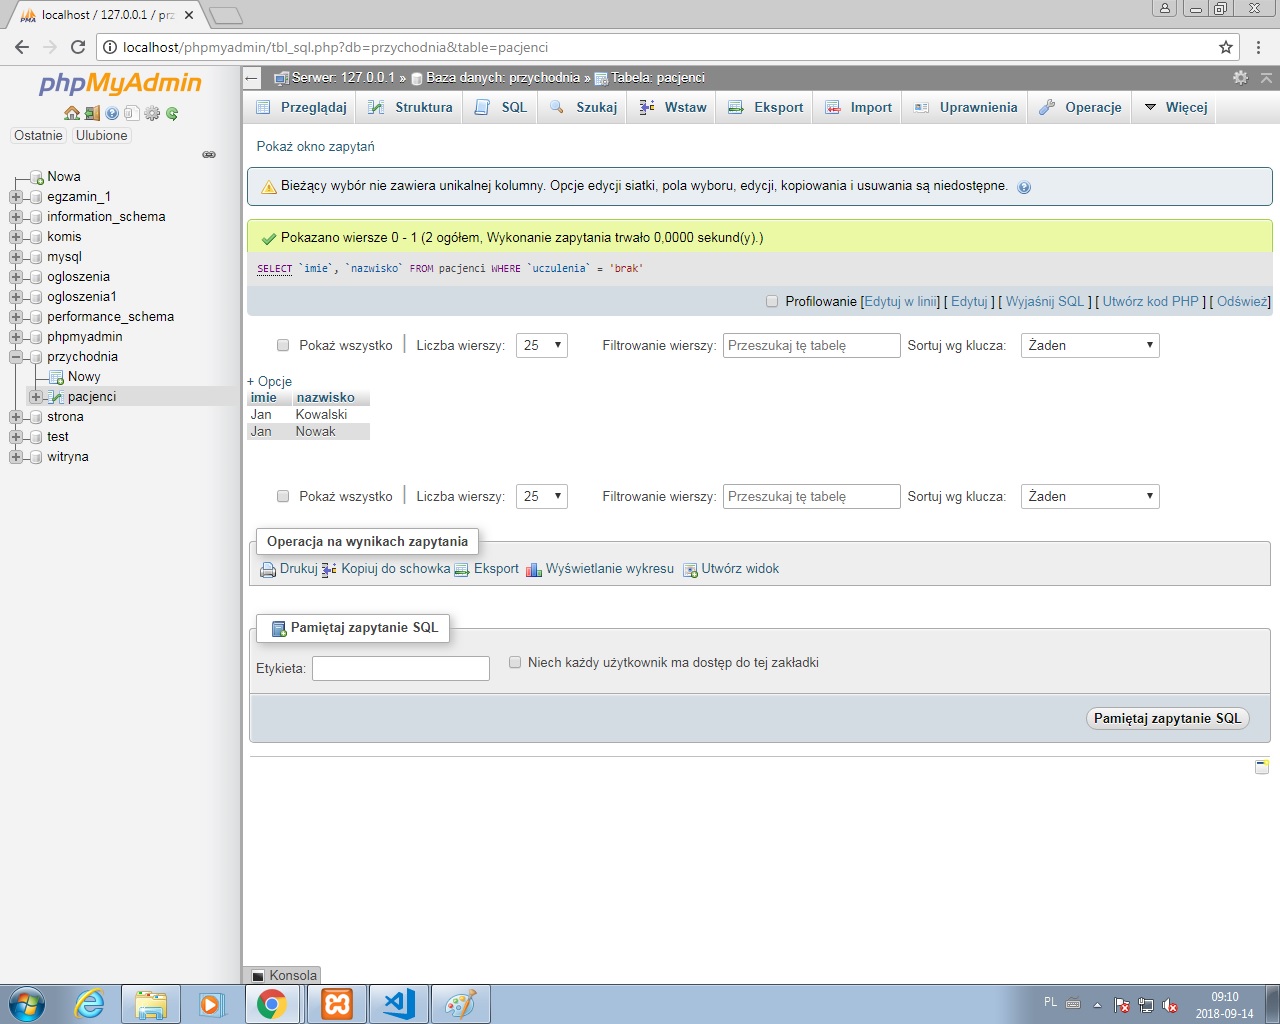 localhost / 127.0.0.1 / prz
localhost/phpmyadmin/tbl_sql.php?db=przychodnia&table=pacjenci
phpMyAdmin
Ostatnie Ulubione
Nowa
egzamin_1
information_schema
komis
mysql
ogloszenia
ogloszenia1
performance_schema
phpmyadmin
przychodnia
Nowy
pacjenci
strona
test
witryna
Serwer: 127.0.0.1 » Baza danych: przychodnia » Tabela: pacjenci
Przeglądaj Struktura SQL Szukaj Wstaw Eksport Import Uprawnienia Operacje Więcej
Pokaż okno zapytań
Bieżący wybór nie zawiera unikalnej kolumny. Opcje edycji siatki, pola wyboru, edycji, kopiowania i usuwania są niedostępne.
Pokazano wiersze 0 - 1 (2 ogółem, Wykonanie zapytania trwało 0,0000 sekund(y).)
SELECT `imie`, `nazwisko` FROM pacjenci WHERE `uczulenia` = 'brak'
Profilowanie [Edytuj w linii] [ Edytuj ] [ Wyjaśnij SQL ] [ Utwórz kod PHP ] [ Odśwież]
Pokaż wszystko | Liczba wierszy: 25 Filtrowanie wierszy: Przeszukaj tę tabelę Sortuj wg klucza: Żaden
+ Opcje
imie nazwisko
Jan Kowalski
Jan Nowak
Pokaż wszystko | Liczba wierszy: 25 Filtrowanie wierszy: Przeszukaj tę tabelę Sortuj wg klucza: Żaden
Operacja na wynikach zapytania
Drukuj Kopiuj do schowka Eksport Wyświetlanie wykresu Utwórz widok
Pamiętaj zapytanie SQL
Etykieta: Niech każdy użytkownik ma dostęp do tej zakładki
Pamiętaj zapytanie SQL
Konsola
PL 09:10
2018-09-14